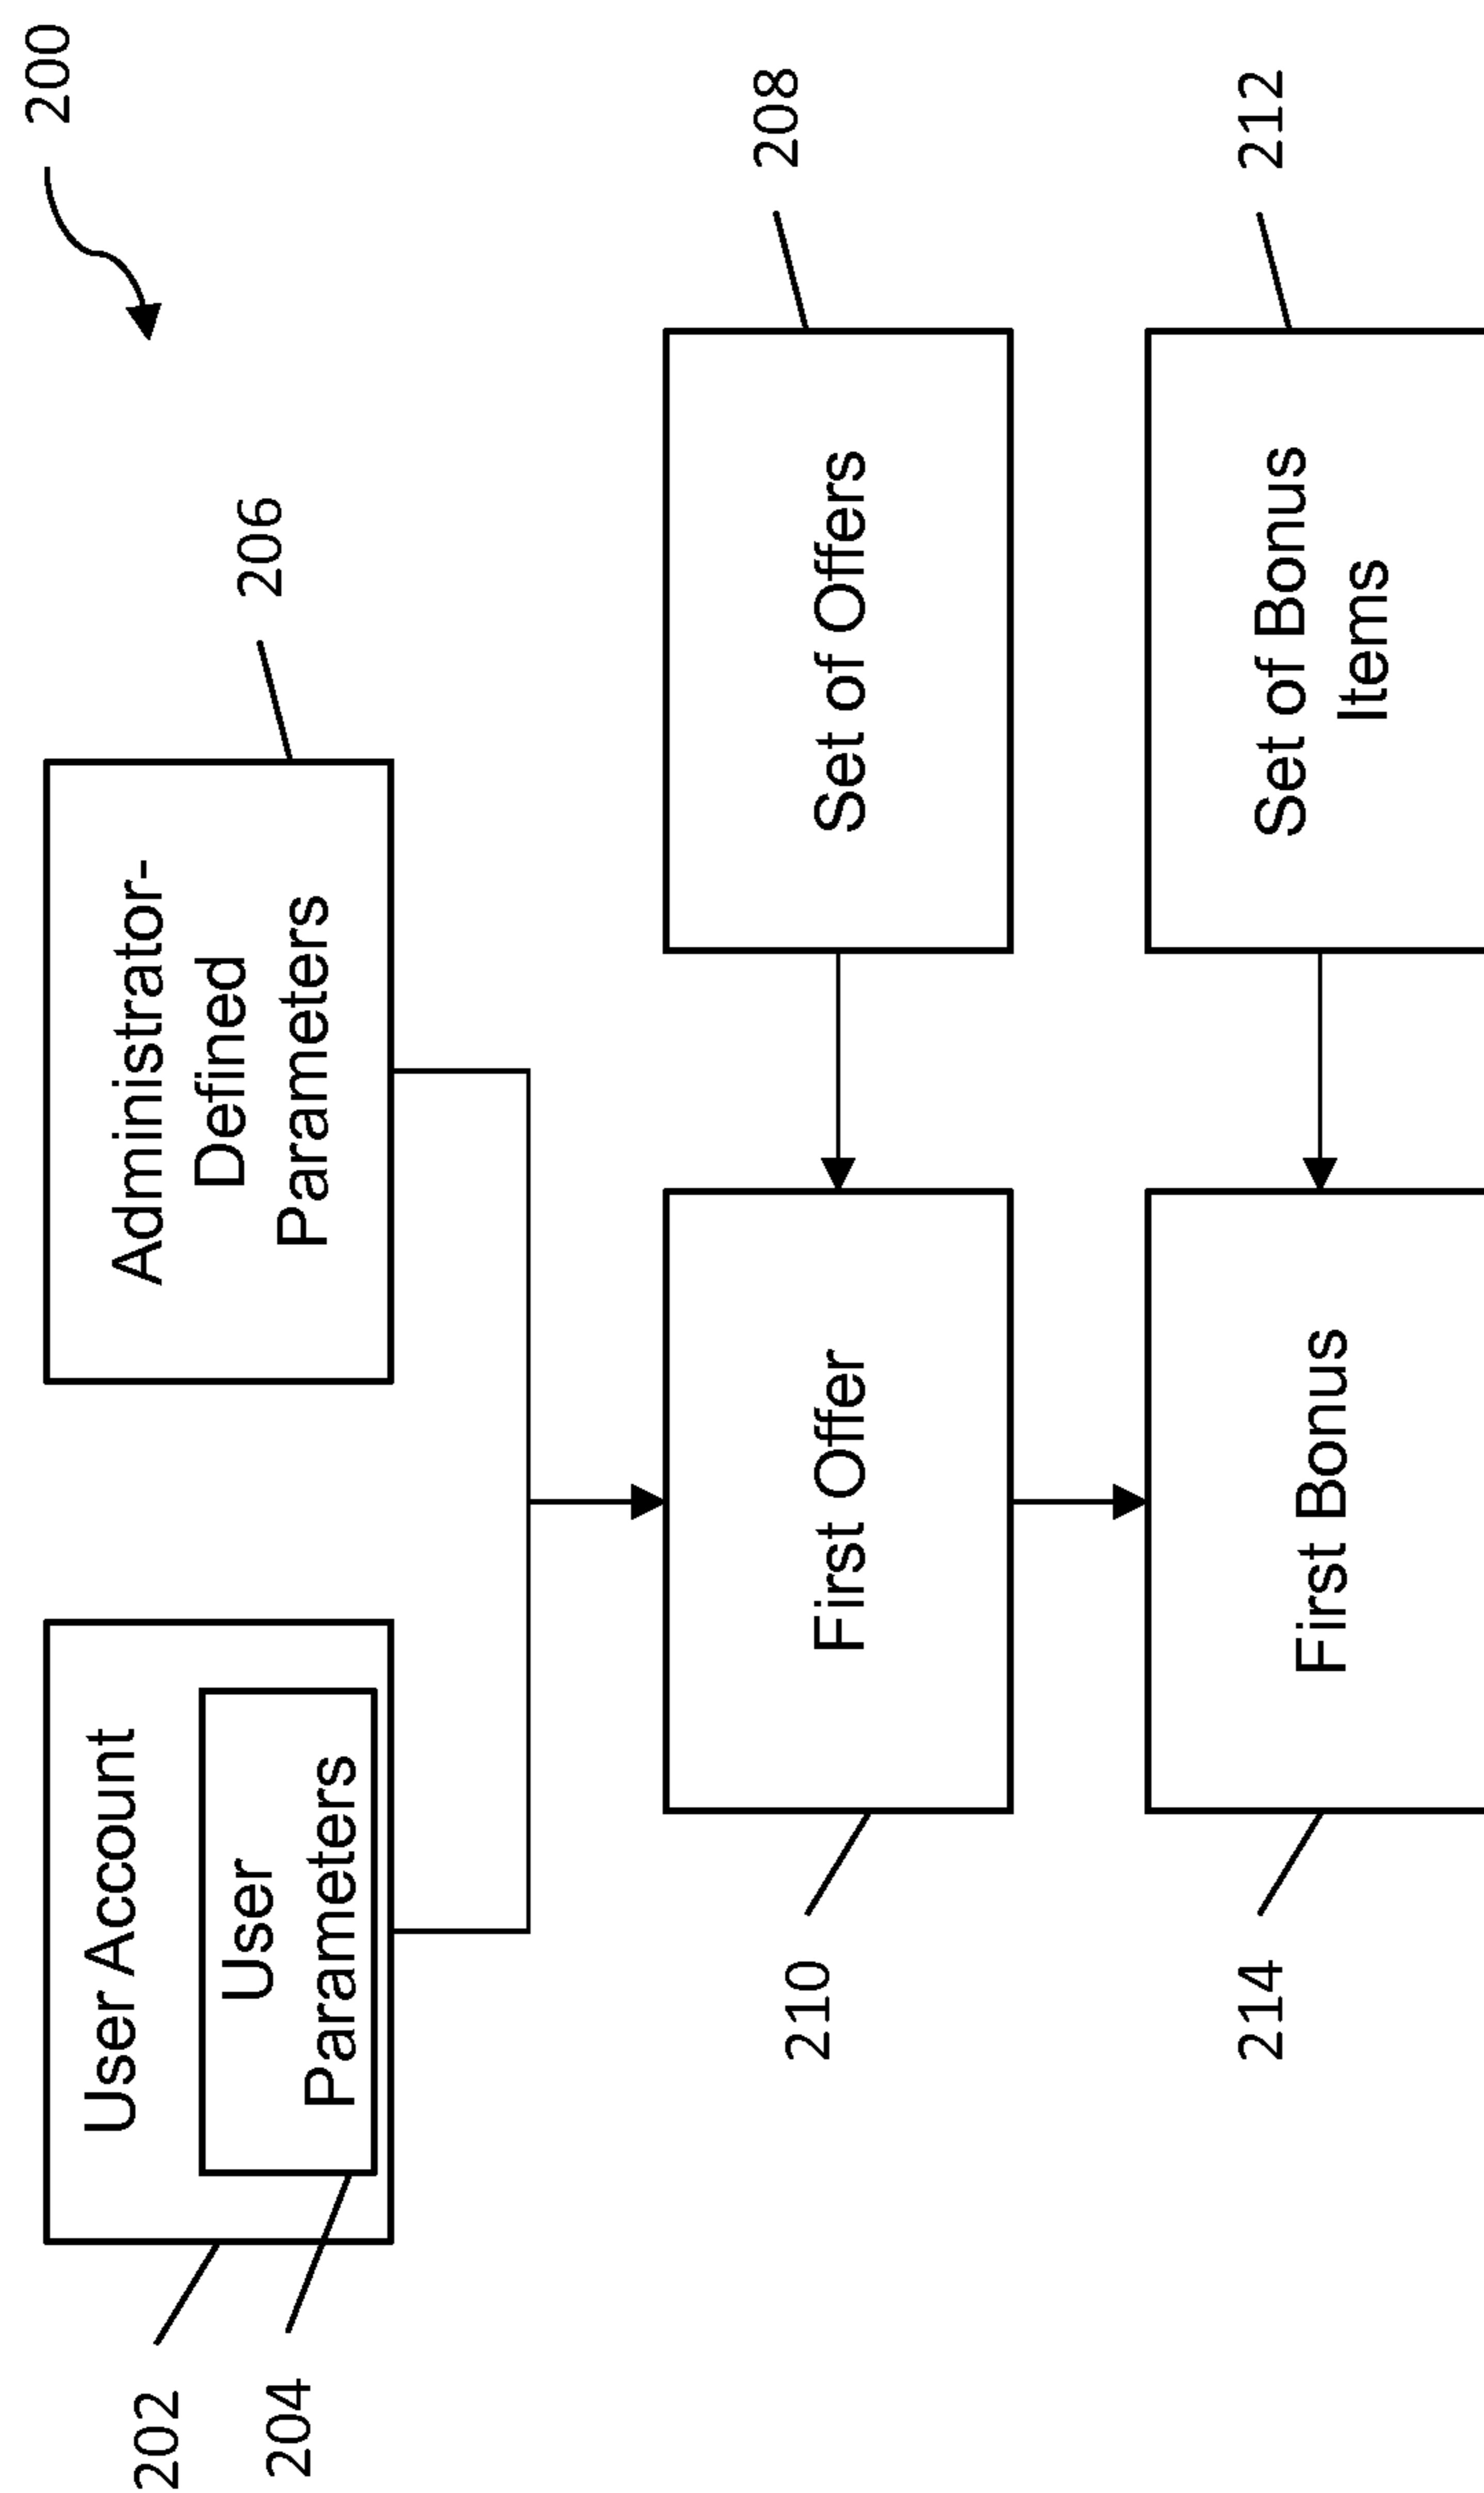 200
User Account
User
Parameters
202
204
Administrator-
Defined
Parameters
206
First Offer
210
Set of Offers
208
First Bonus
214
Set of Bonus
Items
212